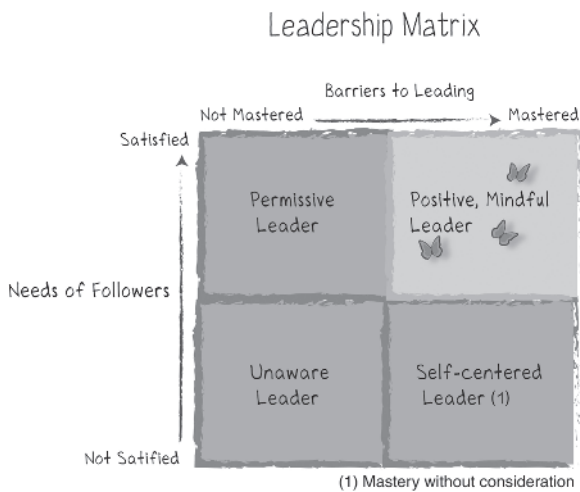 Leadership Matrix
Barriers to Leading
Not Mastered
Mastered
Satisfied
Permissive
Leader
Positive, Mindful
Leader
Needs of Followers
Unaware
Leader
Self-centered
Leader (1)
Not Satified
(1) Mastery without consideration